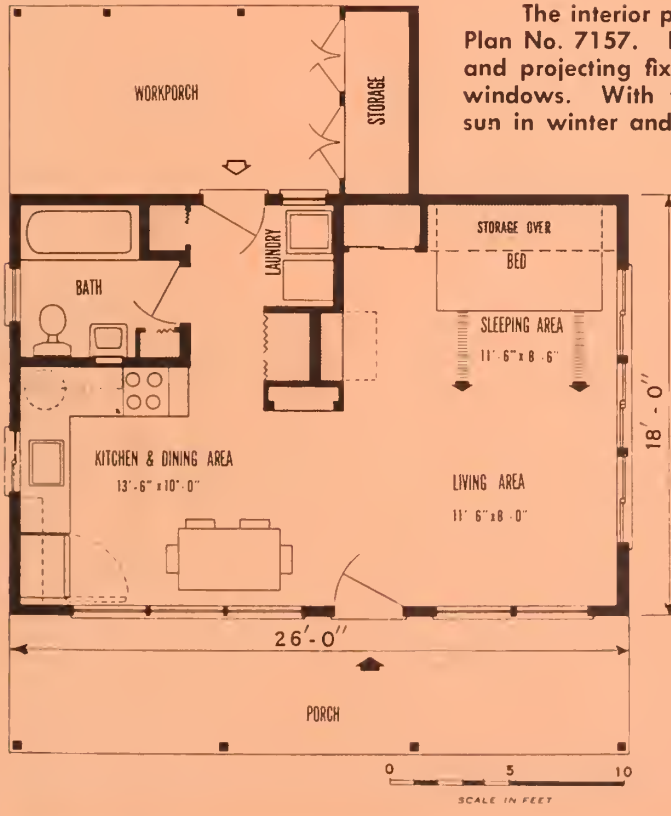 The interior p
Plan No. 7157.
and projecting fix
windows. With
sun in winter and
WORKPORCH
STORAGE
LAUNDRY
STORAGE OVER
BED
BATH
SLEEPING AREA
11'-6" x 8'-6"
18'-0"
KITCHEN & DINING AREA
13'-6" x 10'-0"
LIVING AREA
11'-6" x 8'-0"
26'-0"
PORCH
0 5 10
SCALE IN FEET